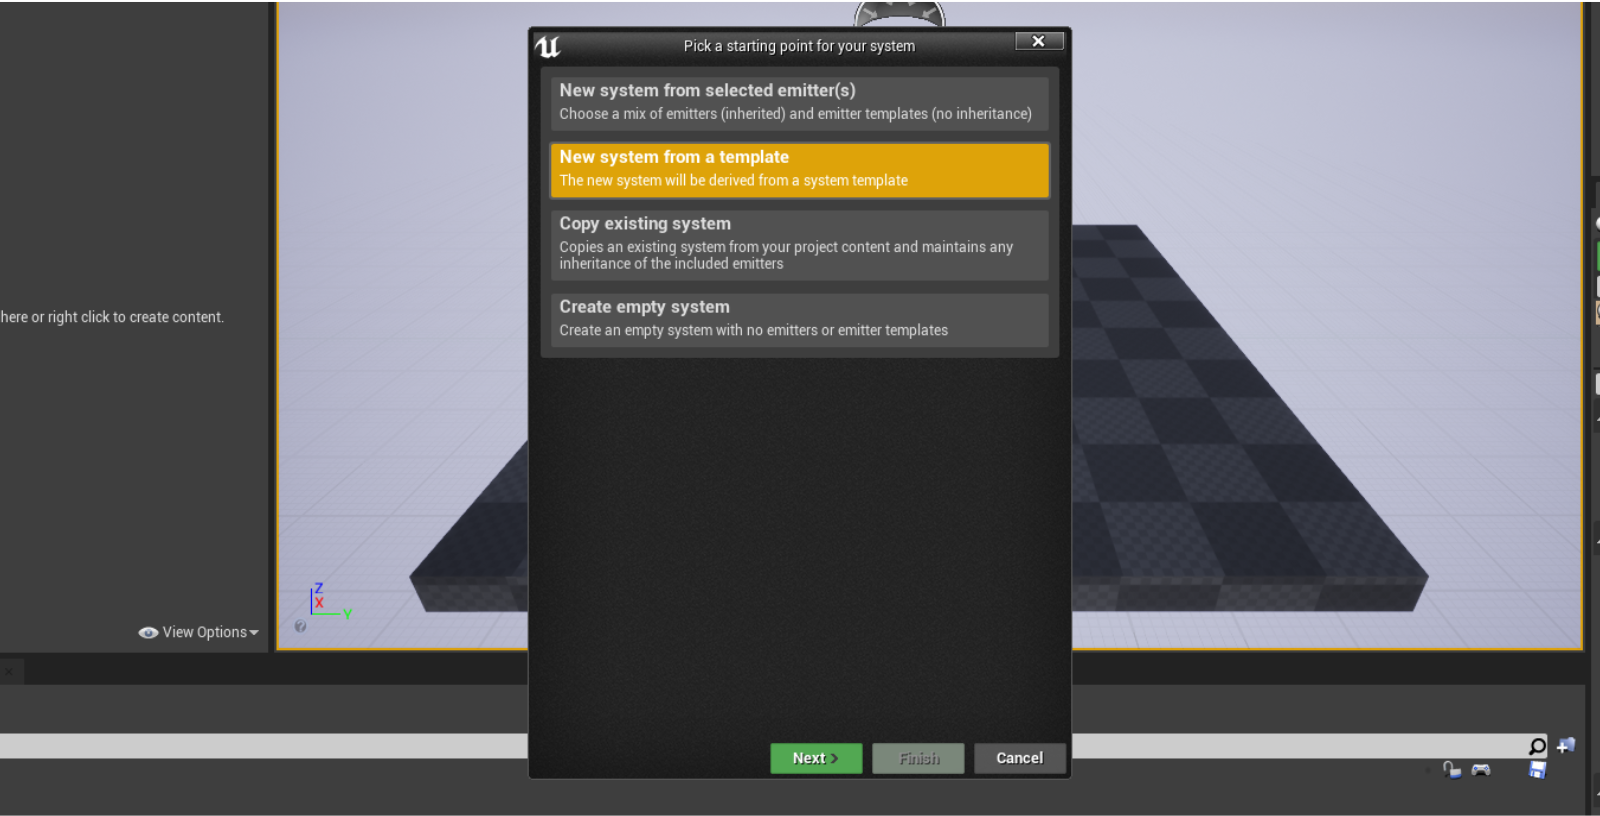 Pick a starting point for your system
New system from selected emitter(s)
Choose a mix of emitters (inherited) and emitter templates (no inheritance)
New system from a template
The new system will be derived from a system template
Copy existing system
Copies an existing system from your project content and maintains any
inheritance of the included emitters
Create empty system
Create an empty system with no emitters or emitter templates
here or right click to create content.
Z
X
Y
View Options
Next >
Finish
Cancel